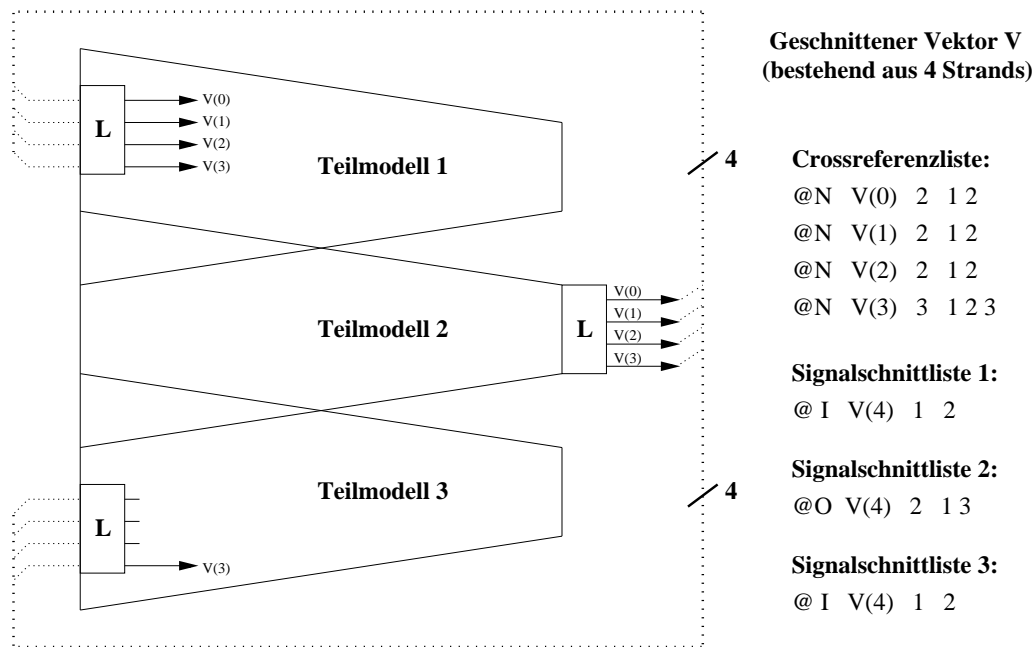 Geschnittener Vektor V
(bestehend aus 4 Strands)
L
V(0)
V(1)
V(2)
V(3)
Teilmodell 1
4
Teilmodell 2
L
V(0)
V(1)
V(2)
V(3)
Teilmodell 3
4
L
V(3)
Crossreferenzliste:
@N V(0) 2 1 2
@N V(1) 2 1 2
@N V(2) 2 1 2
@N V(3) 3 1 2 3
Signalschnittliste 1:
@ I V(4) 1 2
Signalschnittliste 2:
@O V(4) 2 1 3
Signalschnittliste 3:
@ I V(4) 1 2